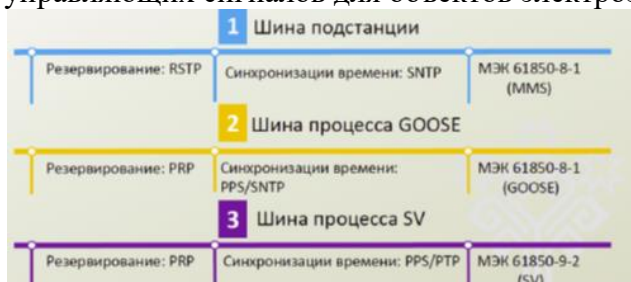 управляющих сигналов для объектов электроэ
1 Шина подстанции
Резервирование: RSTP
Синхронизации времени: SNTP
МЭК 61850-8-1
(MMS)
2 Шина процесса GOOSE
Резервирование: PRP
Синхронизации времени:
PPS/SNTP
МЭК 61850-8-1
(GOOSE)
3 Шина процесса SV
Резервирование: PRP
Синхронизации времени: PPS/PTP
МЭК 61850-9-2
(SV)